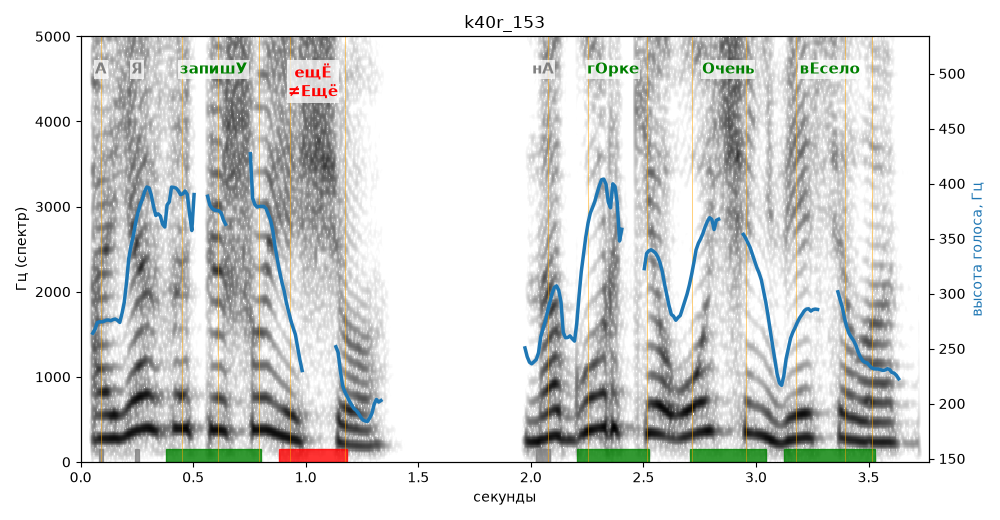 k40r_153
5000
4000
3000
2000
1000
0
Гц (спектр)
А Я запишУ ещЁ
≠Ещё
нА гОрке Очень вЕсело
500
450
400
350
300
250
200
150
высота голоса, Гц
0.0 0.5 1.0 1.5 2.0 2.5 3.0 3.5
секунды